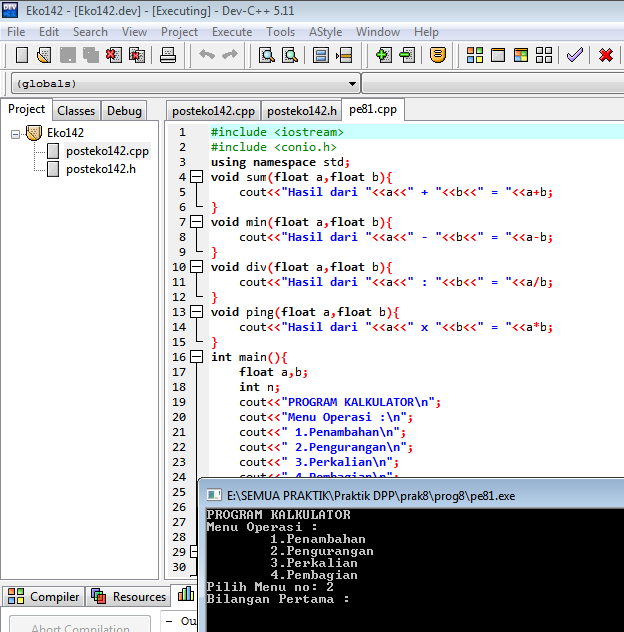 Eko142 - [Eko142.dev] - [Executing] - Dev-C++ 5.11
File Edit Search View Project Execute Tools AStyle Window Help
(globals)
Project Classes Debug
posteko142.cpp posteko142.h pe81.cpp
Eko142
posteko142.cpp
posteko142.h
1 #include <iostream>
2 #include <conio.h>
3 using namespace std;
4 void sum(float a,float b){
5 cout<<"Hasil dari "<<a<<" + "<<b<<" = "<<a+b;
6 }
7 void min(float a,float b){
8 cout<<"Hasil dari "<<a<<" - "<<b<<" = "<<a-b;
9 }
10 void div(float a,float b){
11 cout<<"Hasil dari "<<a<<" : "<<b<<" = "<<a/b;
12 }
13 void ping(float a,float b){
14 cout<<"Hasil dari "<<a<<" x "<<b<<" = "<<a*b;
15 }
16 int main(){
17 float a,b;
18 int n;
19 cout<<"PROGRAM KALKULATOR\n";
20 cout<<"Menu Operasi :\n";
21 cout<<" 1.Penambahan\n";
22 cout<<" 2.Pengurangan\n";
23 cout<<" 3.Perkalian\n";
24 cout<<" 4.Pembagian\n";
25
26
27
28
29
30
E:\SEMUA PRAKTIK\Praktik DPP\prak8\prog8\pe81.exe
PROGRAM KALKULATOR
Menu Operasi :
1.Penambahan
2.Pengurangan
3.Perkalian
4.Pembagian
Pilih Menu no: 2
Bilangan Pertama :
Compiler Resources
Abort Compilation
- Ou